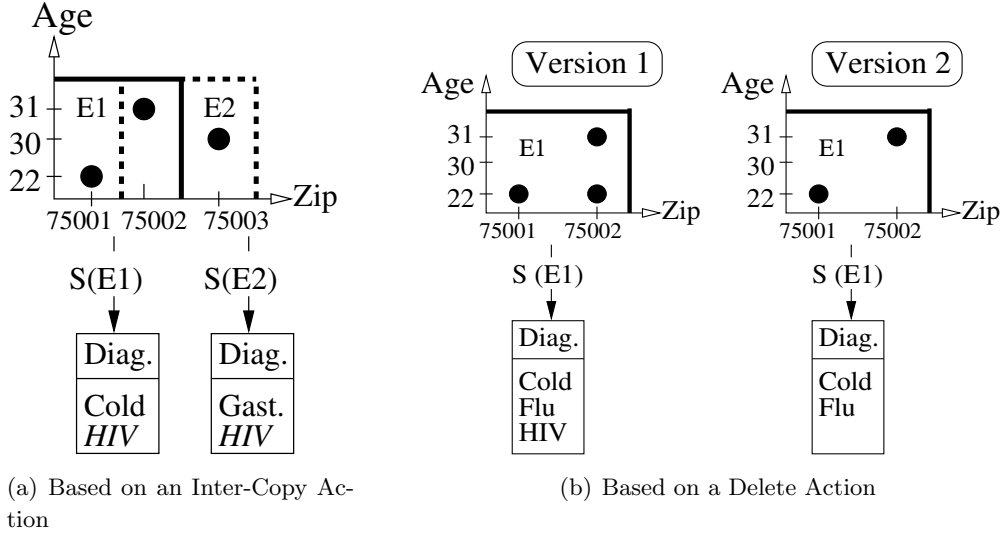 Age
31
30
22
E1
E2
Zip
75001
75002
75003
S(E1)
S(E2)
Diag.
Cold
HIV
Diag.
Gast.
HIV
(a) Based on an Inter-Copy Ac-
tion
Version 1
Age
31
30
22
E1
Zip
75001
75002
S (E1)
Diag.
Cold
Flu
HIV
Version 2
Age
31
30
22
E1
Zip
75001
75002
S (E1)
Diag.
Cold
Flu
(b) Based on a Delete Action